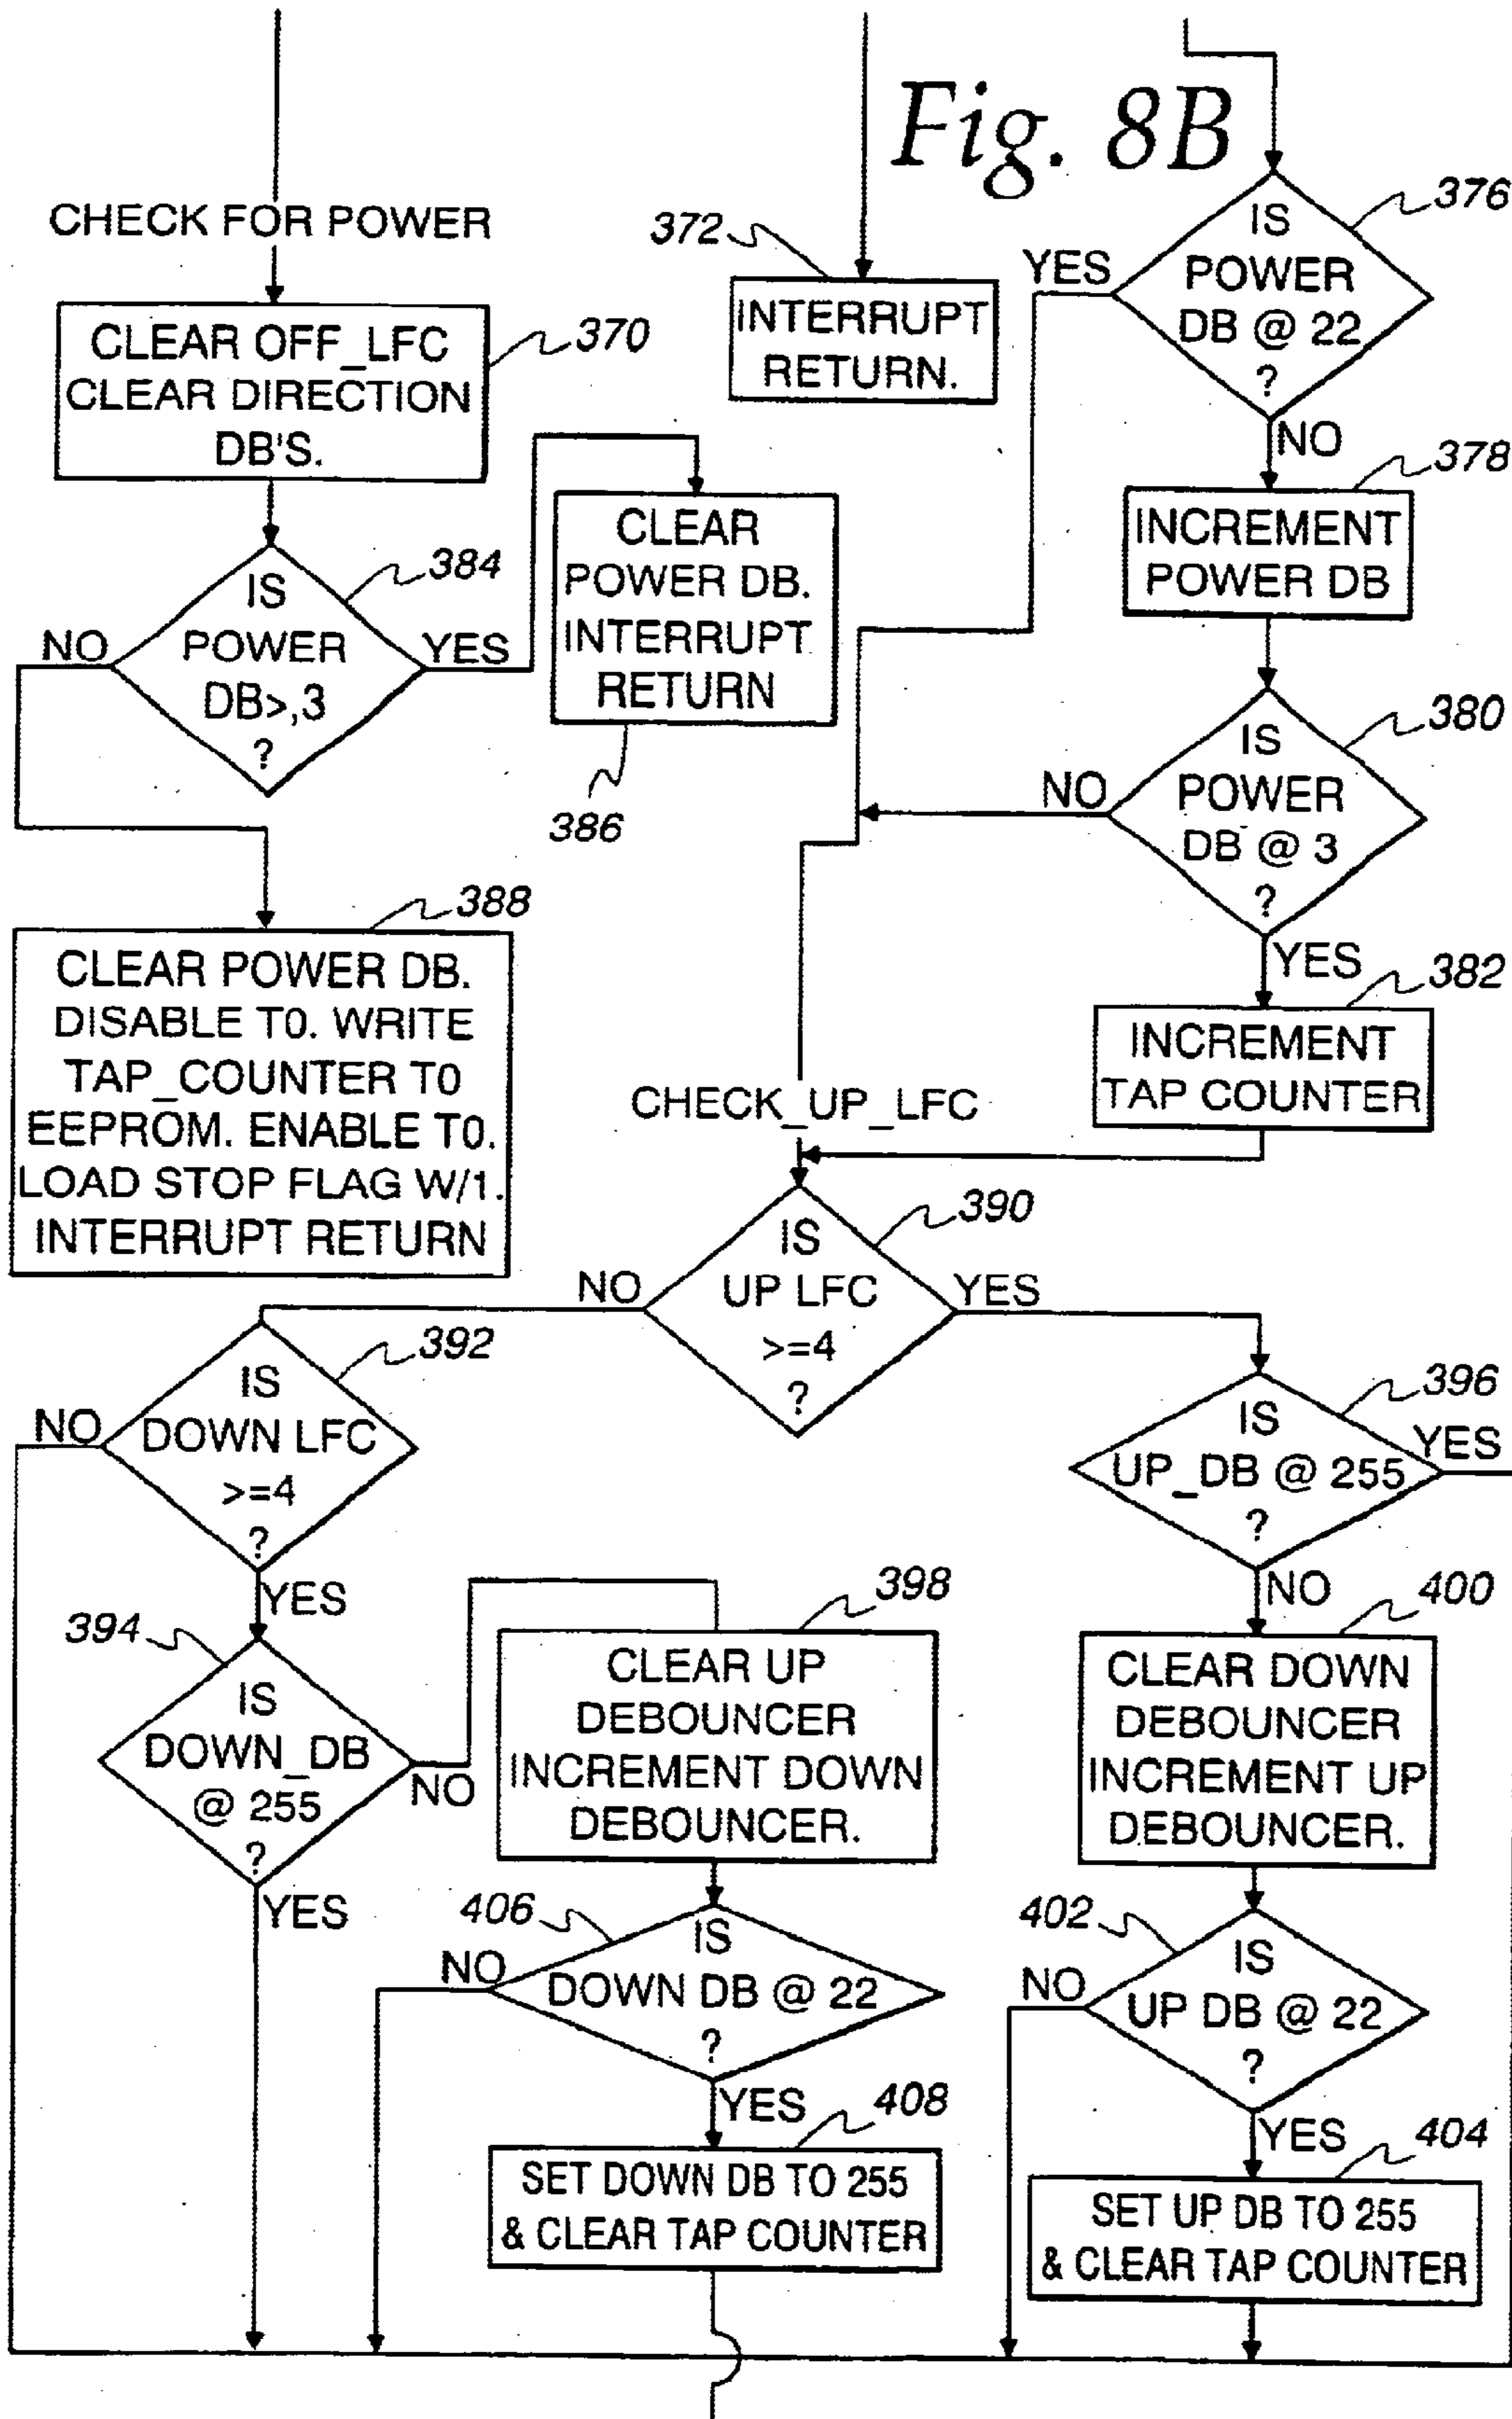 Fig. 8B
CHECK FOR POWER
CLEAR OFF_LFC
CLEAR DIRECTION
DB'S.
370
372
INTERRUPT
RETURN.
376
IS
POWER
DB @ 22
?
YES
NO
378
INCREMENT
POWER DB
384
IS
POWER
DB>,3
?
NO
YES
CLEAR
POWER DB.
INTERRUPT
RETURN
386
380
IS
POWER
DB @ 3
?
NO
YES
382
INCREMENT
TAP COUNTER
388
CLEAR POWER DB.
DISABLE T0. WRITE
TAP_COUNTER TO
EEPROM. ENABLE T0.
LOAD STOP FLAG W/1.
INTERRUPT RETURN
CHECK_UP_LFC
390
IS
UP LFC
>=4
?
NO
YES
392
IS
DOWN LFC
>=4
?
NO
YES
396
IS
UP_DB @ 255
?
YES
NO
394
IS
DOWN_DB
@ 255
?
NO
YES
398
CLEAR UP
DEBOUNCER
INCREMENT DOWN
DEBOUNCER.
400
CLEAR DOWN
DEBOUNCER
INCREMENT UP
DEBOUNCER.
406
IS
DOWN DB @ 22
?
NO
YES
402
IS
UP DB @ 22
?
NO
YES
408
SET DOWN DB TO 255
& CLEAR TAP COUNTER
404
SET UP DB TO 255
& CLEAR TAP COUNTER